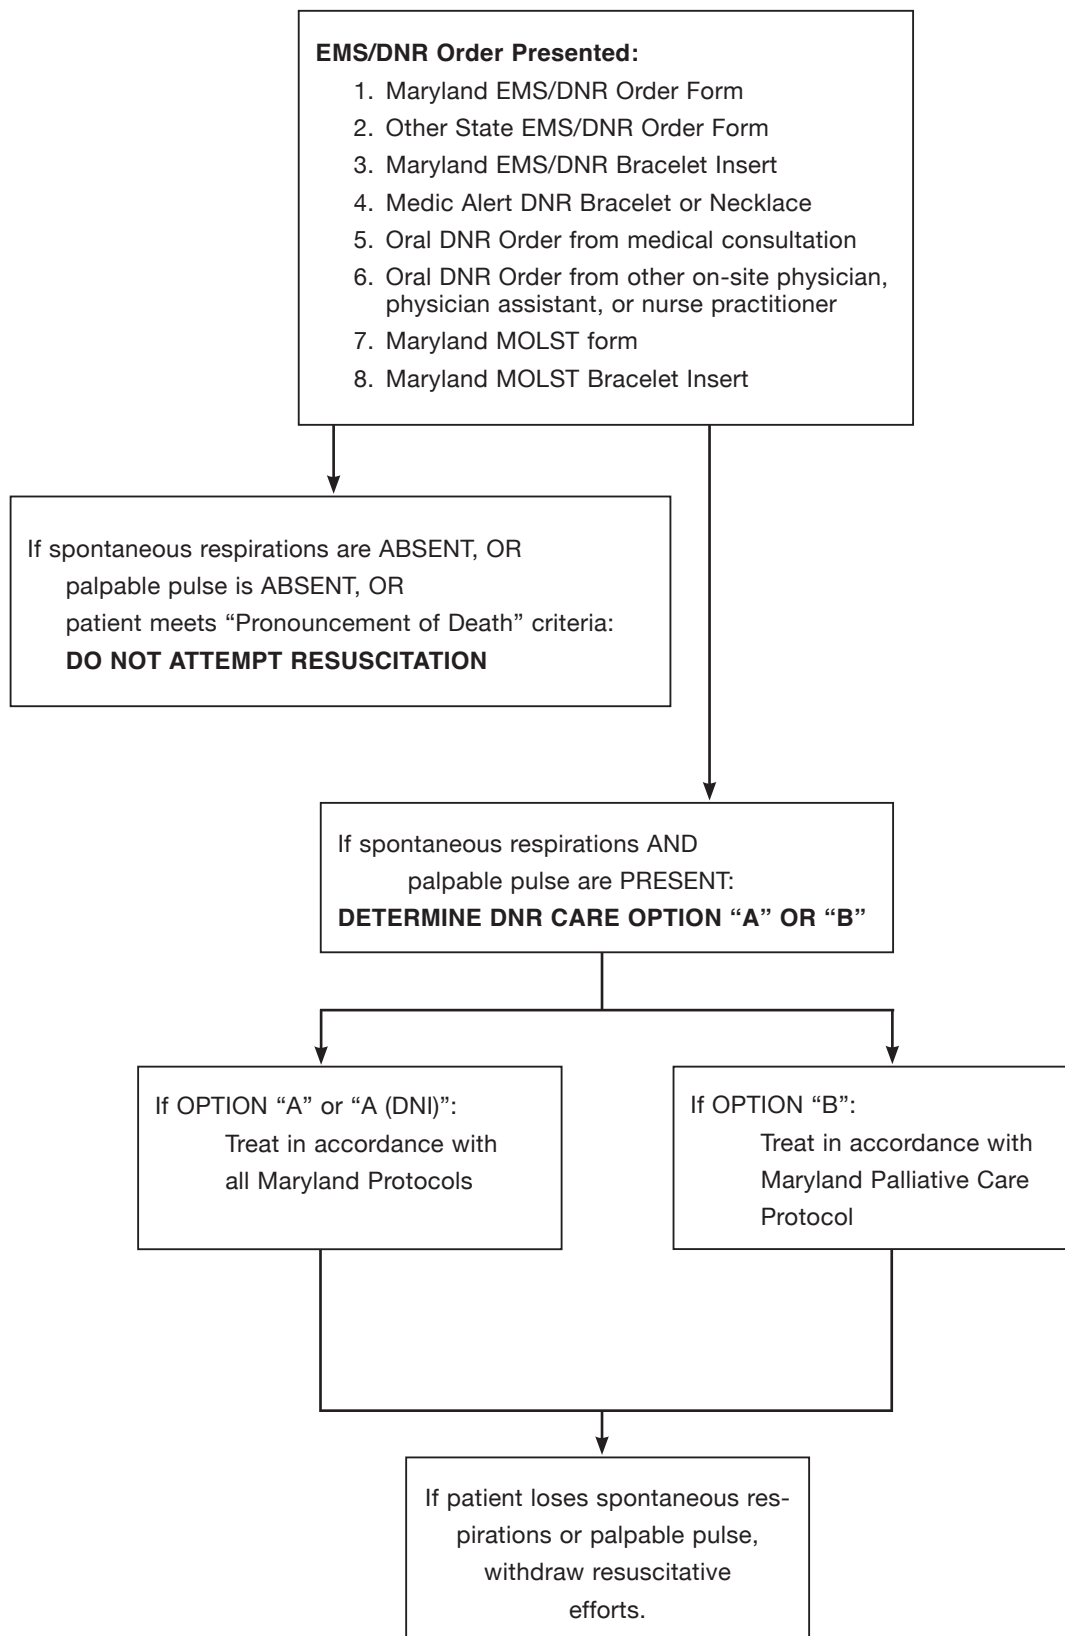 EMS/DNR Order Presented:
1. Maryland EMS/DNR Order Form
2. Other State EMS/DNR Order Form
3. Maryland EMS/DNR Bracelet Insert
4. Medic Alert DNR Bracelet or Necklace
5. Oral DNR Order from medical consultation
6. Oral DNR Order from other on-site physician,
physician assistant, or nurse practitioner
7. Maryland MOLST form
8. Maryland MOLST Bracelet Insert
If spontaneous respirations are ABSENT, OR
palpable pulse is ABSENT, OR
patient meets “Pronouncement of Death” criteria:
DO NOT ATTEMPT RESUSCITATION
If spontaneous respirations AND
palpable pulse are PRESENT:
DETERMINE DNR CARE OPTION “A” OR “B”
If OPTION “A” or “A (DNI)”:
Treat in accordance with
all Maryland Protocols
If OPTION “B”:
Treat in accordance with
Maryland Palliative Care
Protocol
If patient loses spontaneous res-
pirations or palpable pulse,
withdraw resuscitative
efforts.